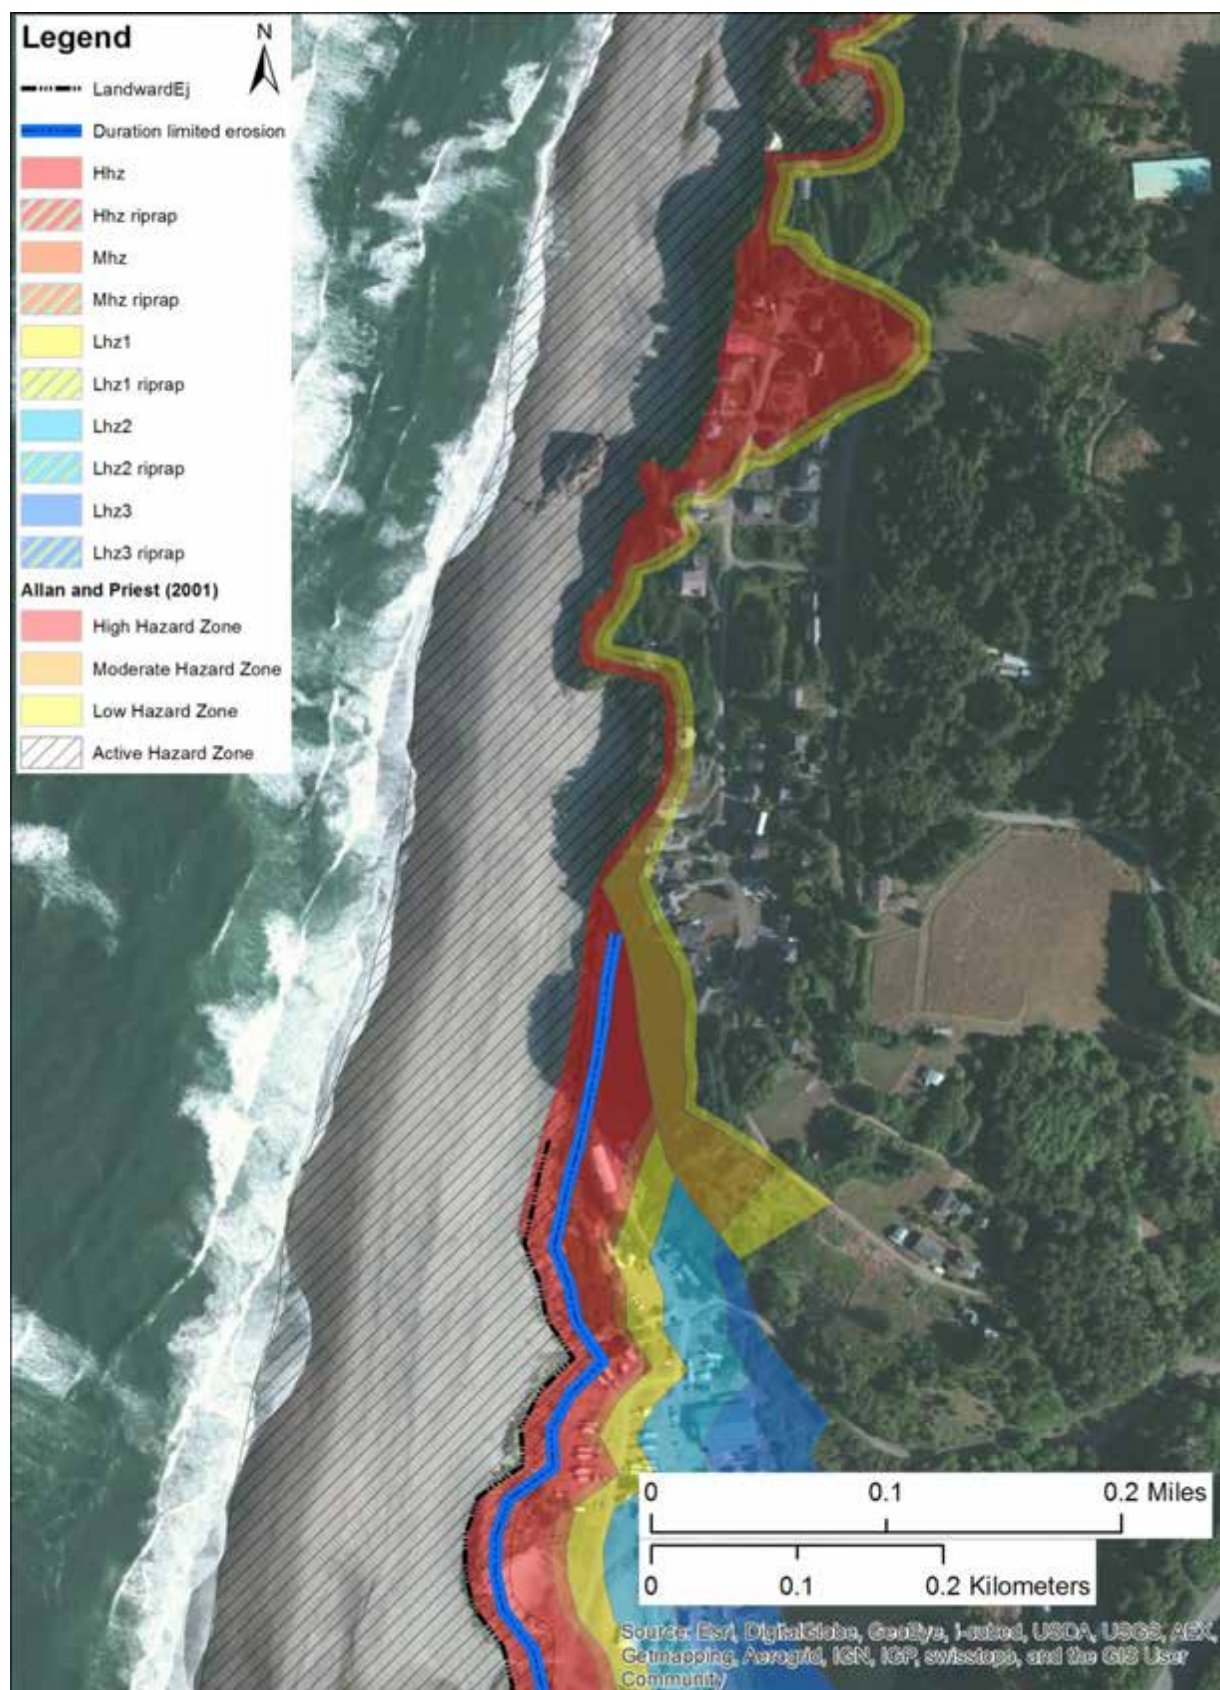 Legend
N
LandwardEj
Duration limited erosion
Hhz
Hhz riprap
Mhz
Mhz riprap
Lhz1
Lhz1 riprap
Lhz2
Lhz2 riprap
Lhz3
Lhz3 riprap
Allan and Priest (2001)
High Hazard Zone
Moderate Hazard Zone
Low Hazard Zone
Active Hazard Zone
0 0.1 0.2 Miles
0 0.1 0.2 Kilometers
Source: Esri, DigitalGlobe, GeoEye, i-cubed, USDA, USGS, AEX,
Getmapping, Aerogrid, IGN, IGP, swisstopo, and the GIS User
Community